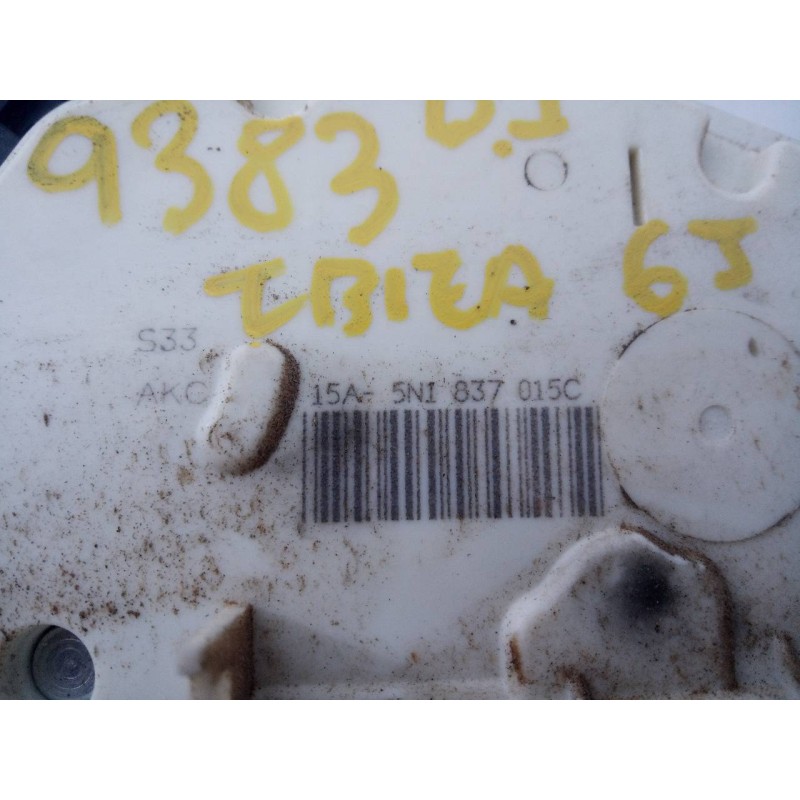 9383 D.J
IBIZA 6J
S33
AKC 15A- 5N1 837 015C